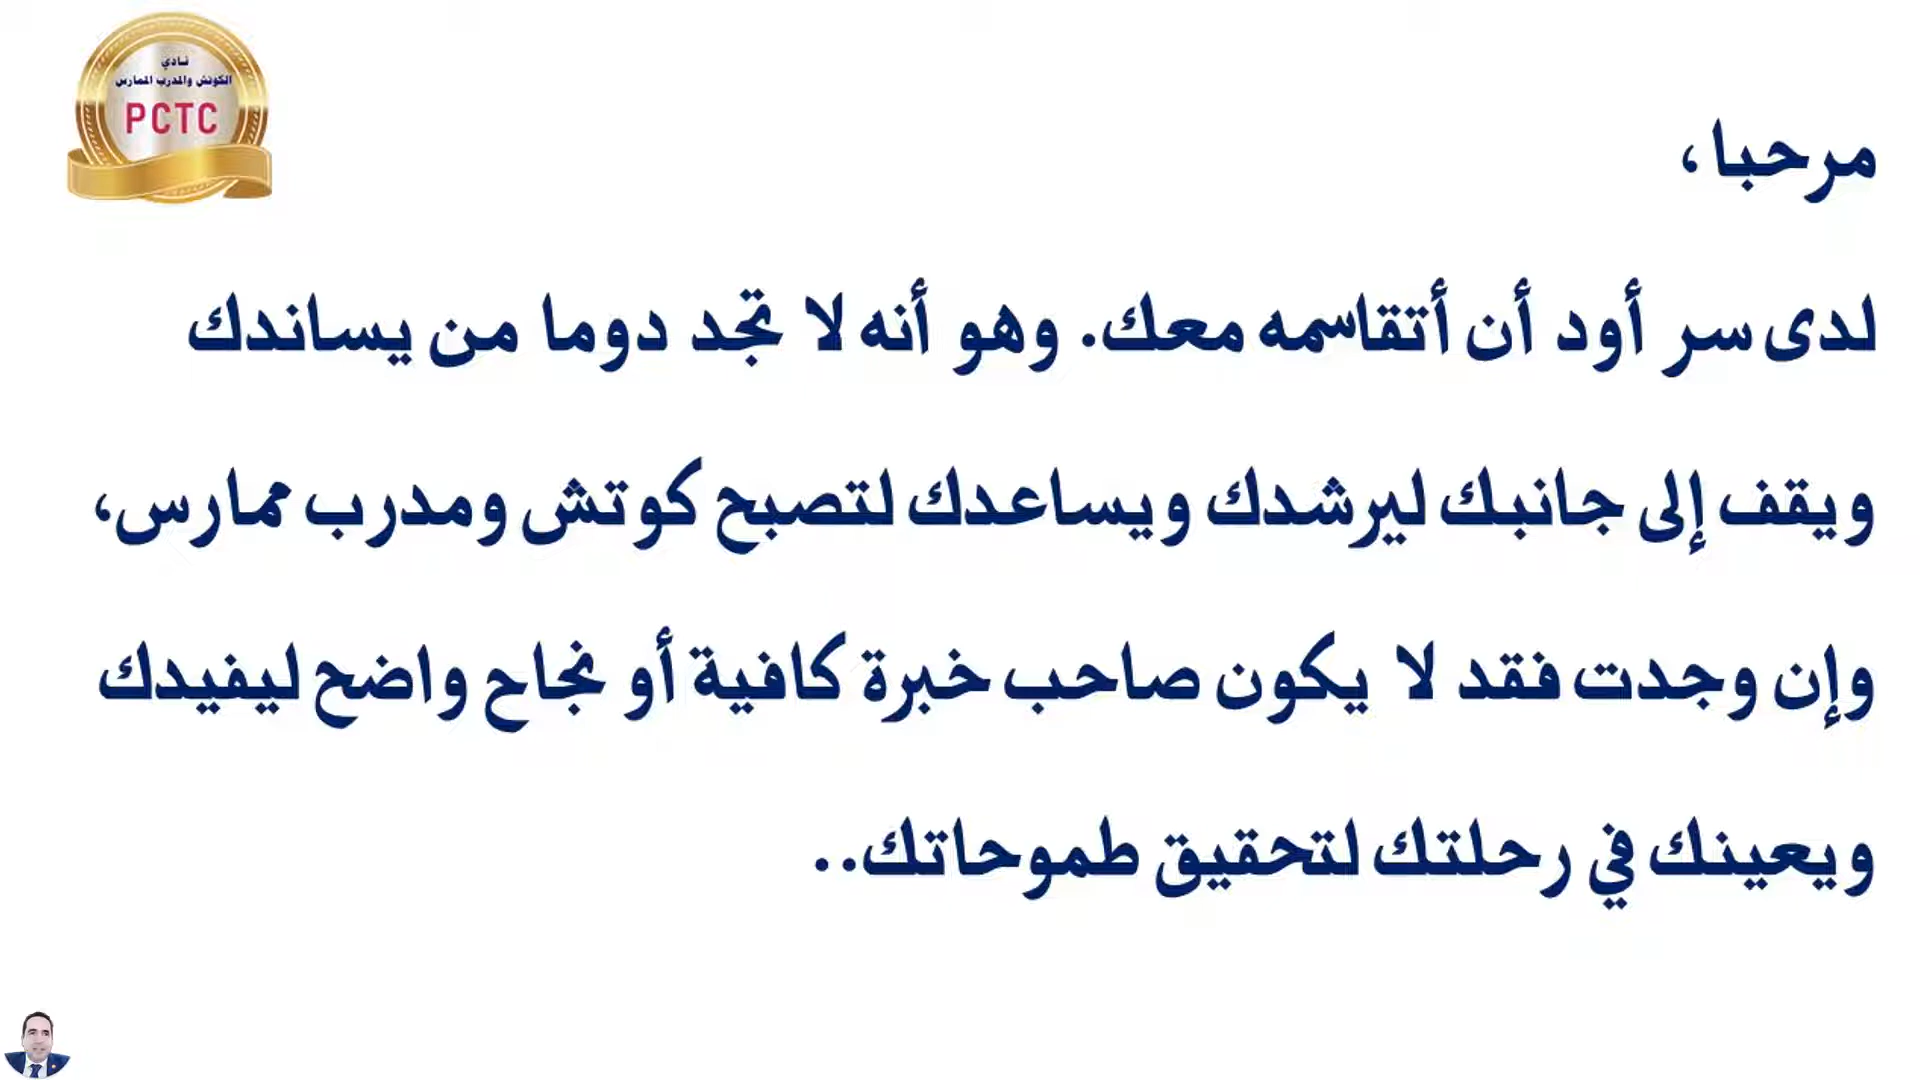 نادي
الكوتش والمدرب الممارس
PCTC
مرحبا،
لدى سر أود أن أتقاسمه معك. وهو أنه لا تجد دوما من يساندك
ويقف إلى جانبك ليرشدك ويساعدك لتصبح كوتش ومدرب ممارس،
وإن وجدت فقد لا يكون صاحب خبرة كافية أو نجاح واضح ليفيدك
ويعينك في رحلتك لتحقيق طموحاتك..